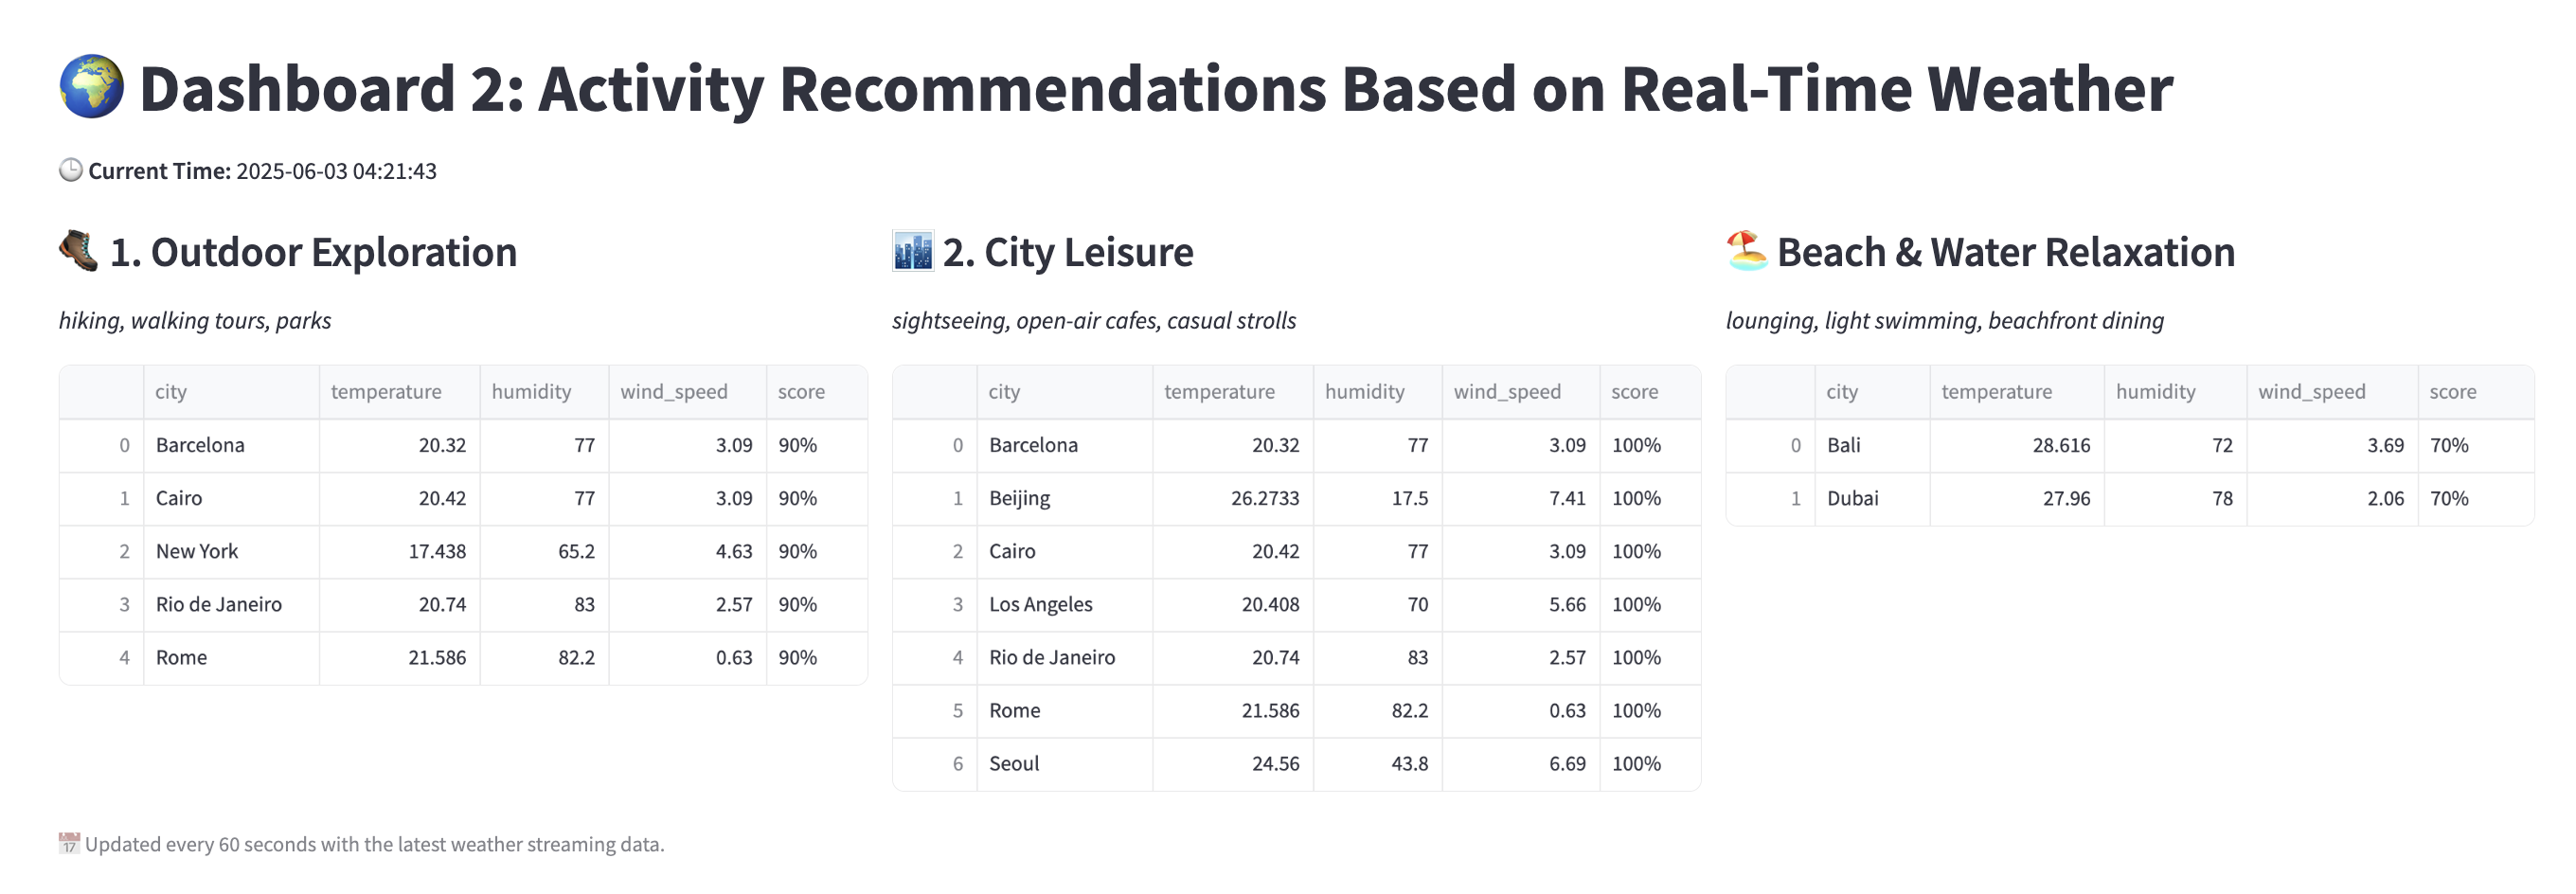 Dashboard 2: Activity Recommendations Based on Real-Time Weather
Current Time: 2025-06-03 04:21:43
1. Outdoor Exploration
hiking, walking tours, parks
city temperature humidity wind_speed score
0 Barcelona 20.32 77 3.09 90%
1 Cairo 20.42 77 3.09 90%
2 New York 17.438 65.2 4.63 90%
3 Rio de Janeiro 20.74 83 2.57 90%
4 Rome 21.586 82.2 0.63 90%
2. City Leisure
sightseeing, open-air cafes, casual strolls
city temperature humidity wind_speed score
0 Barcelona 20.32 77 3.09 100%
1 Beijing 26.2733 17.5 7.41 100%
2 Cairo 20.42 77 3.09 100%
3 Los Angeles 20.408 70 5.66 100%
4 Rio de Janeiro 20.74 83 2.57 100%
5 Rome 21.586 82.2 0.63 100%
6 Seoul 24.56 43.8 6.69 100%
Beach & Water Relaxation
lounging, light swimming, beachfront dining
city temperature humidity wind_speed score
0 Bali 28.616 72 3.69 70%
1 Dubai 27.96 78 2.06 70%
17 Updated every 60 seconds with the latest weather streaming data.